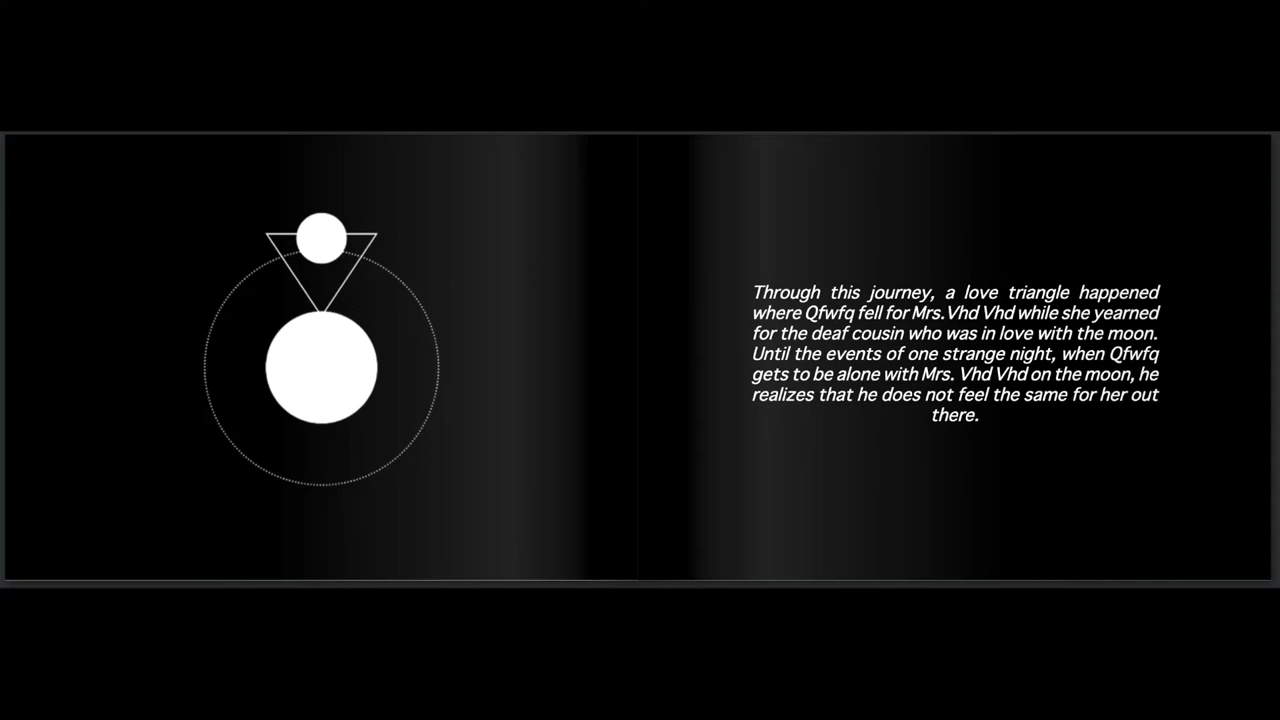 Through this journey, a love triangle happened
where Qfwfq fell for Mrs.Vhd Vhd while she yearned
for the deaf cousin who was in love with the moon.
Until the events of one strange night, when Qfwfq
gets to be alone with Mrs. Vhd Vhd on the moon, he
realizes that he does not feel the same for her out
there.